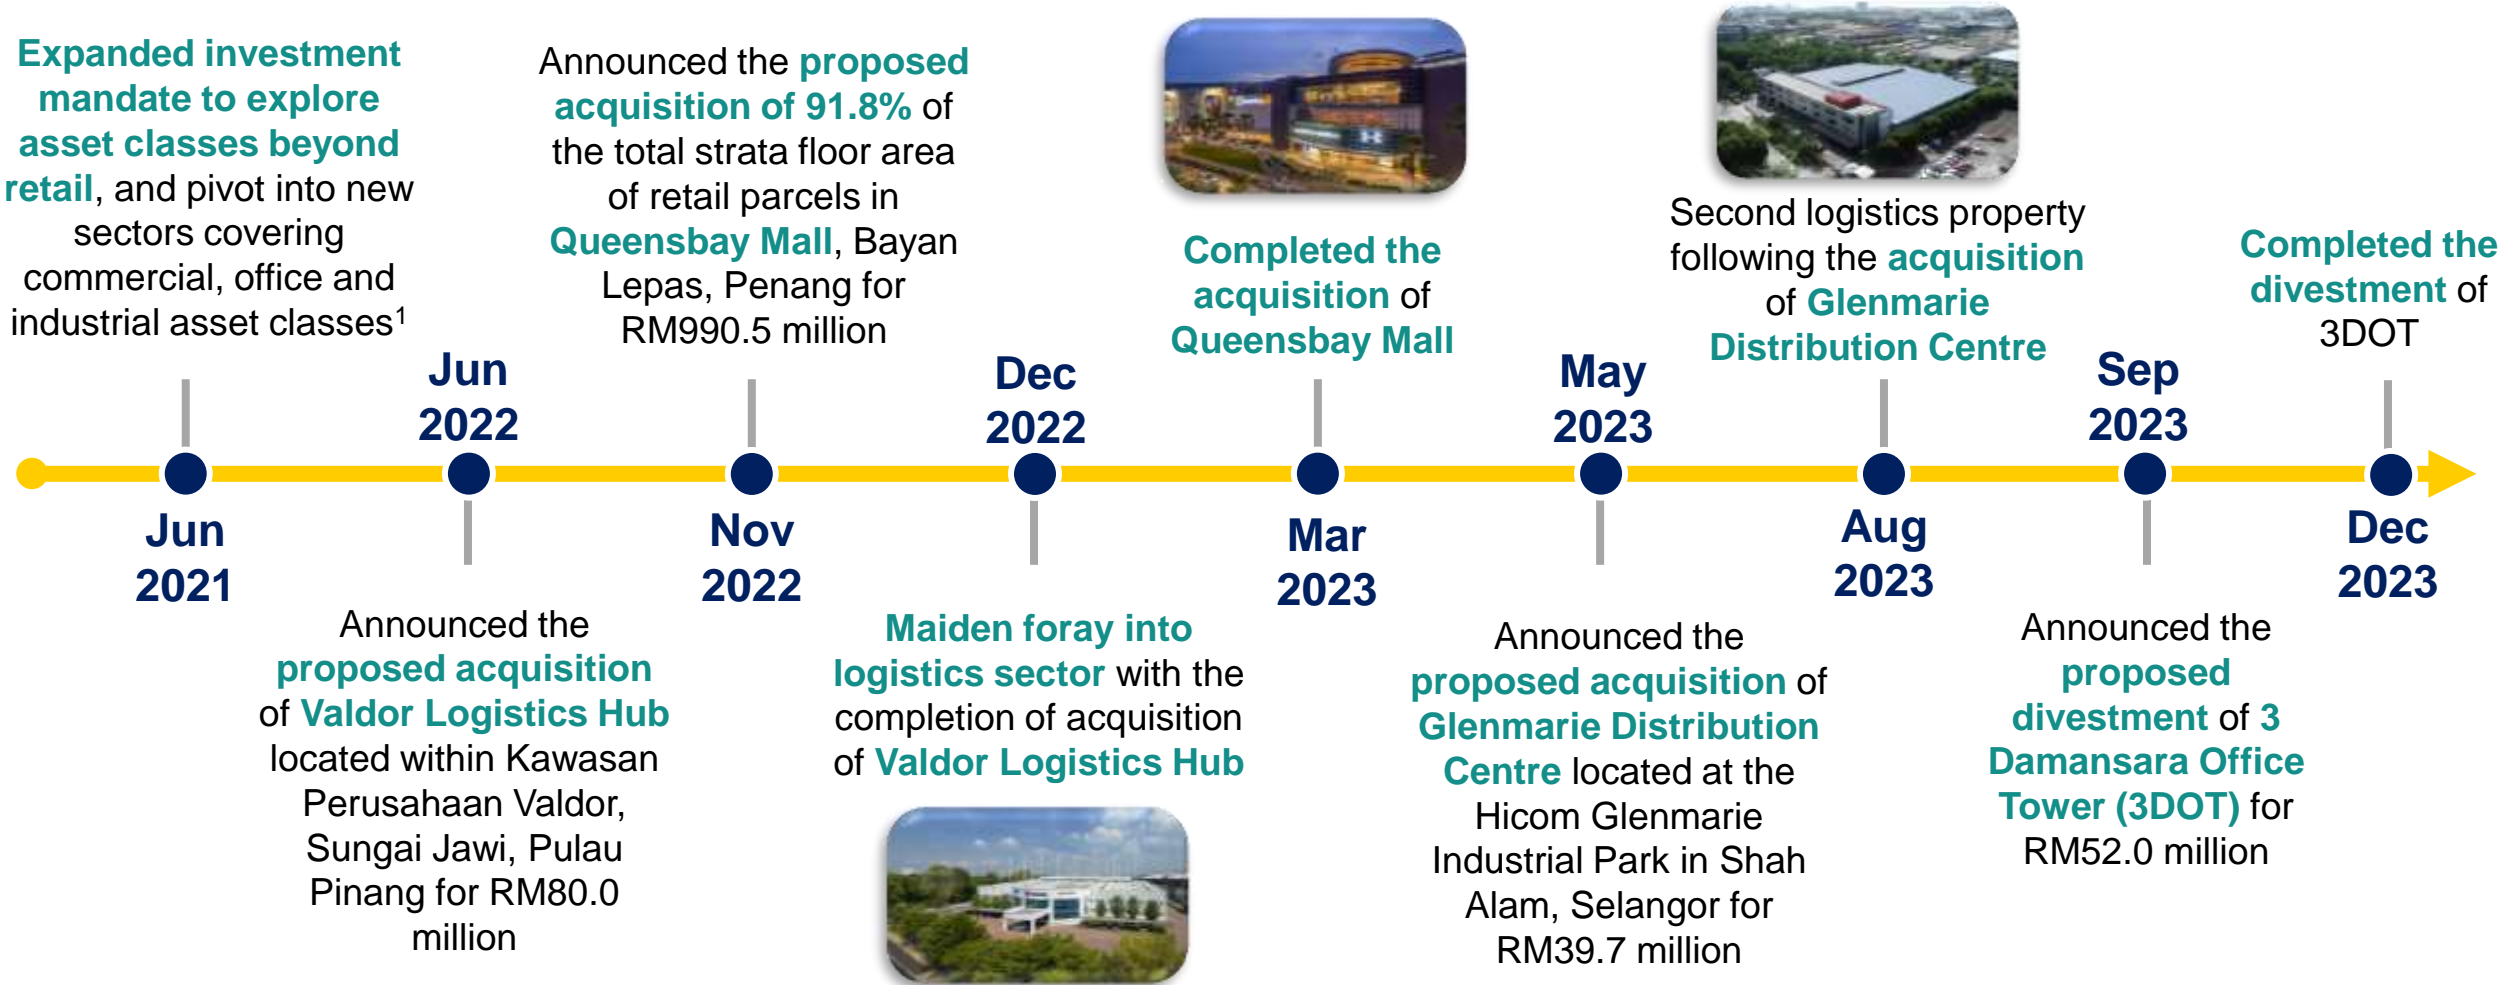 Expanded investment
mandate to explore
asset classes beyond
retail, and pivot into new
sectors covering
commercial, office and
industrial asset classes1
Jun
2021
Jun
2022
Announced the
proposed acquisition
of Valdor Logistics Hub
located within Kawasan
Perusahaan Valdor,
Sungai Jawi, Pulau
Pinang for RM80.0
million
Announced the proposed
acquisition of 91.8% of
the total strata floor area
of retail parcels in
Queensbay Mall, Bayan
Lepas, Penang for
RM990.5 million
Nov
2022
Dec
2022
Maiden foray into
logistics sector with the
completion of acquisition
of Valdor Logistics Hub
Completed the
acquisition of
Queensbay Mall
Mar
2023
May
2023
Announced the
proposed acquisition of
Glenmarie Distribution
Centre located at the
Hicom Glenmarie
Industrial Park in Shah
Alam, Selangor for
RM39.7 million
Second logistics property
following the acquisition
of Glenmarie
Distribution Centre
Aug
2023
Sep
2023
Announced the
proposed
divestment of 3
Damansara Office
Tower (3DOT) for
RM52.0 million
Completed the
divestment of
3DOT
Dec
2023